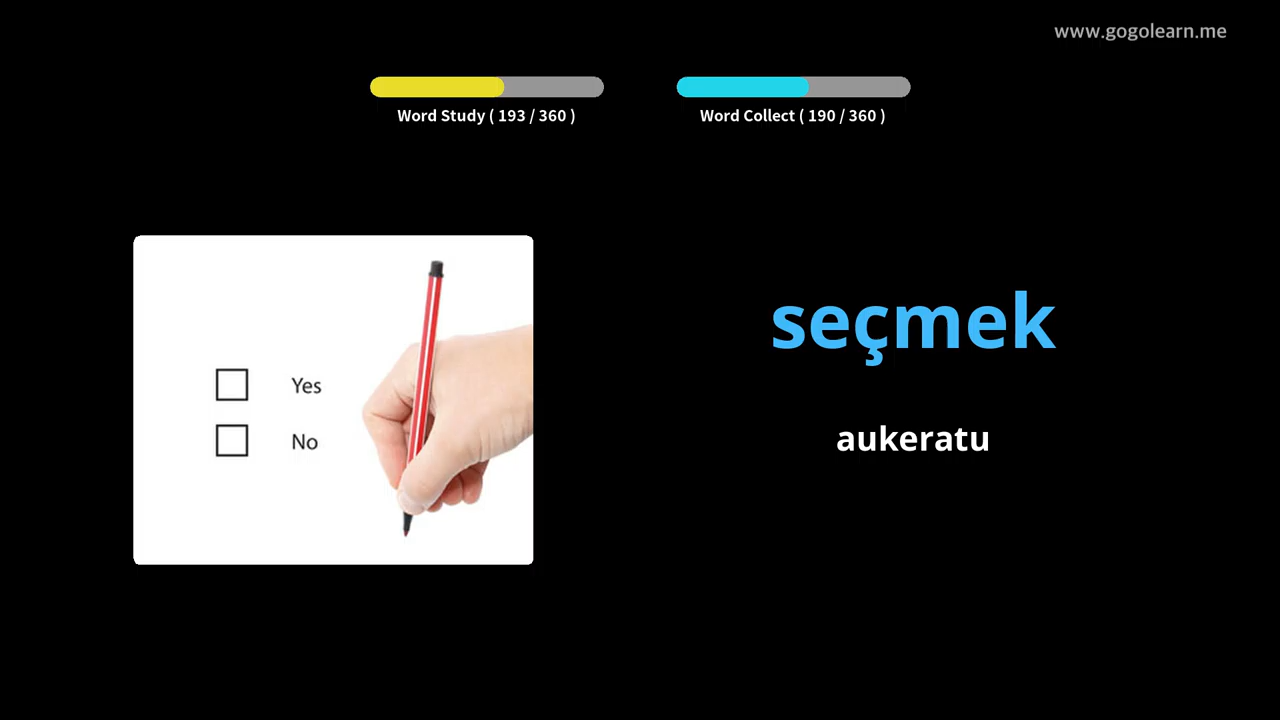 www.gogolearn.me
Word Study ( 193 / 360 )
Word Collect ( 190 / 360 )
Yes
No
seçmek
aukeratu